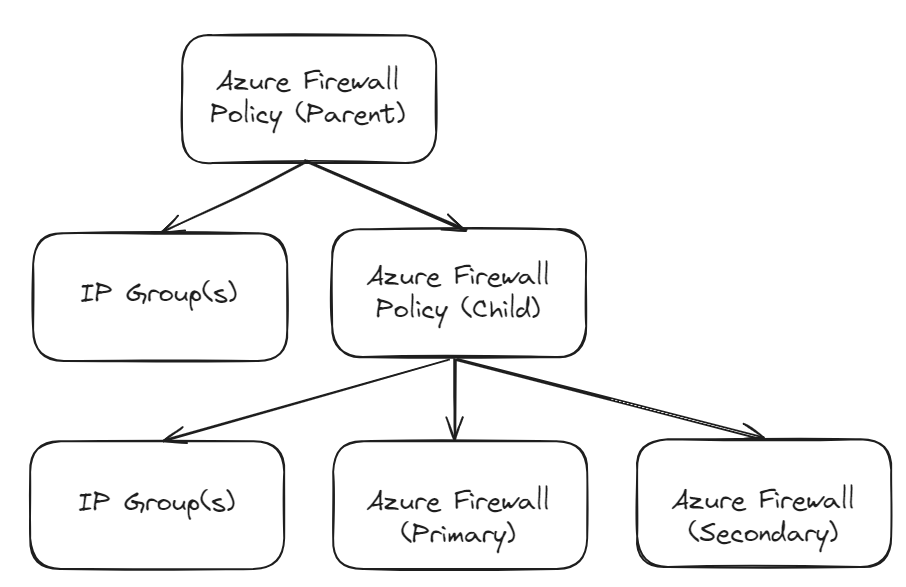 Azure Firewall
Policy (Parent)
IP Group(s)
Azure Firewall
Policy (Child)
IP Group(s)
Azure Firewall
(Primary)
Azure Firewall
(Secondary)